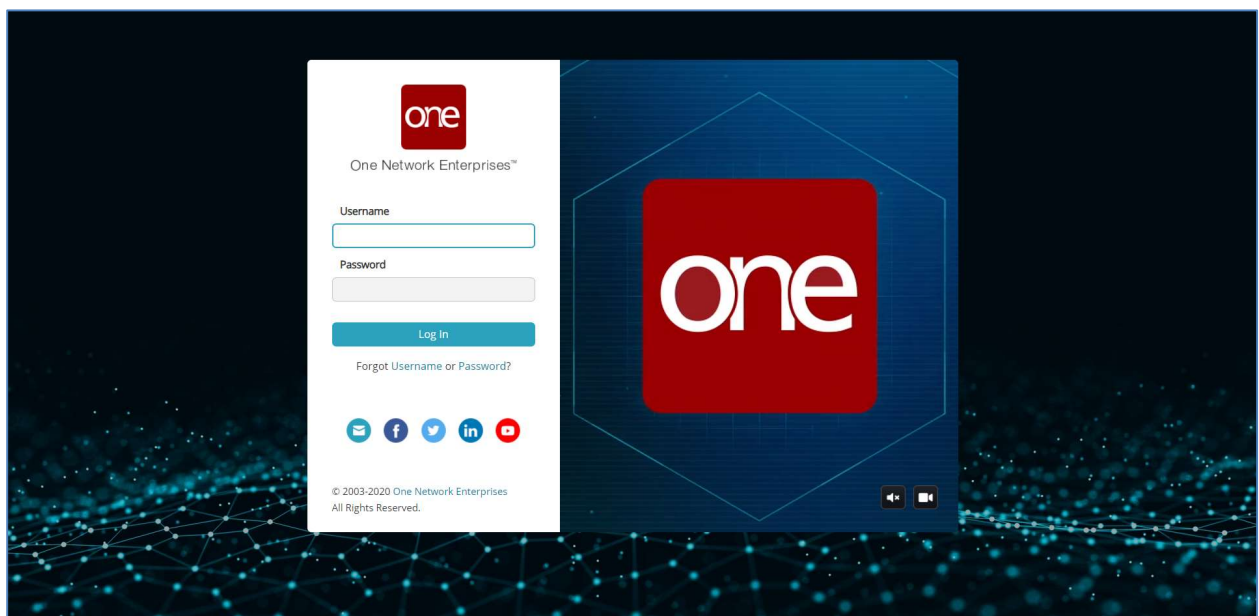 one
One Network Enterprises™
Username
Password
Log In
Forgot Username or Password?
f
in
© 2003-2020 One Network Enterprises
All Rights Reserved.
one